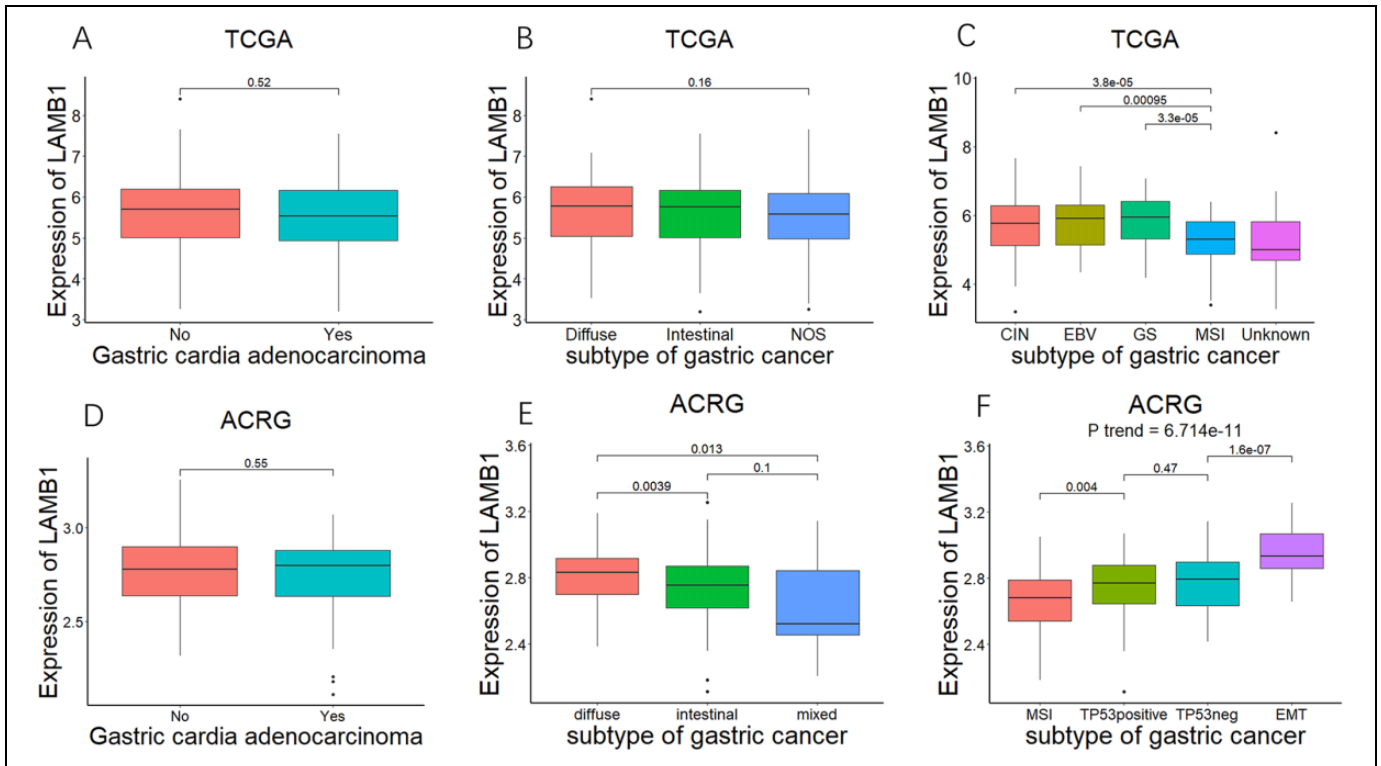 A
TCGA
Expression of LAMB1
8
7
6
5
4
3
0.52
No Yes
Gastric cardia adenocarcinoma
B
TCGA
Expression of LAMB1
8
7
6
5
4
3
0.16
Diffuse Intestinal NOS
subtype of gastric cancer
C
TCGA
Expression of LAMB1
10
8
6
4
3.8e-05
0.00095
3.3e-05
CIN EBV GS MSI Unknown
subtype of gastric cancer
D
ACRG
Expression of LAMB1
3.0
2.5
0.55
No Yes
Gastric cardia adenocarcinoma
E
ACRG
Expression of LAMB1
3.6
3.2
2.8
2.4
0.013
0.1
0.0039
diffuse intestinal mixed
subtype of gastric cancer
F
ACRG
P trend = 6.714e-11
Expression of LAMB1
3.6
3.2
2.8
2.4
1.6e-07
0.47
0.004
MSI TP53positive TP53neg EMT
subtype of gastric cancer